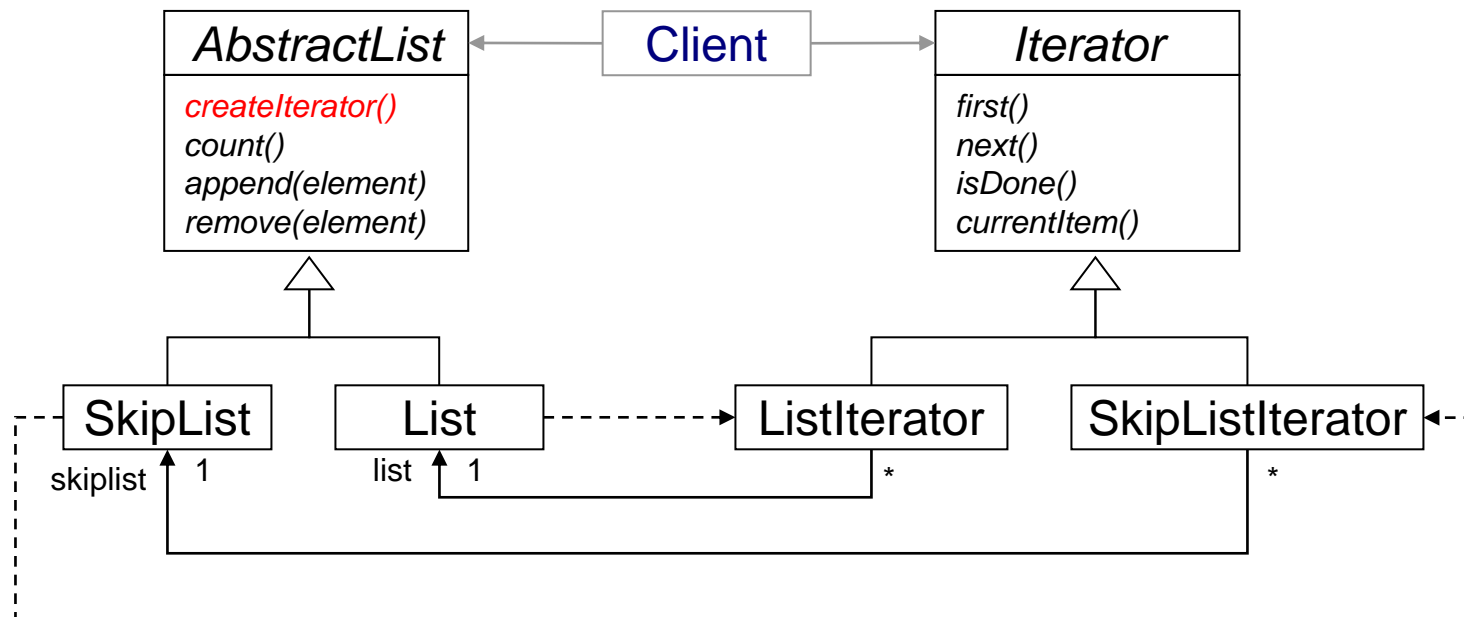 AbstractList
Client
Iterator
createIterator()
count()
append(element)
remove(element)
first()
next()
isDone()
currentItem()
SkipList
List
ListIterator
SkipListIterator
skiplist
1
list
1
*
*